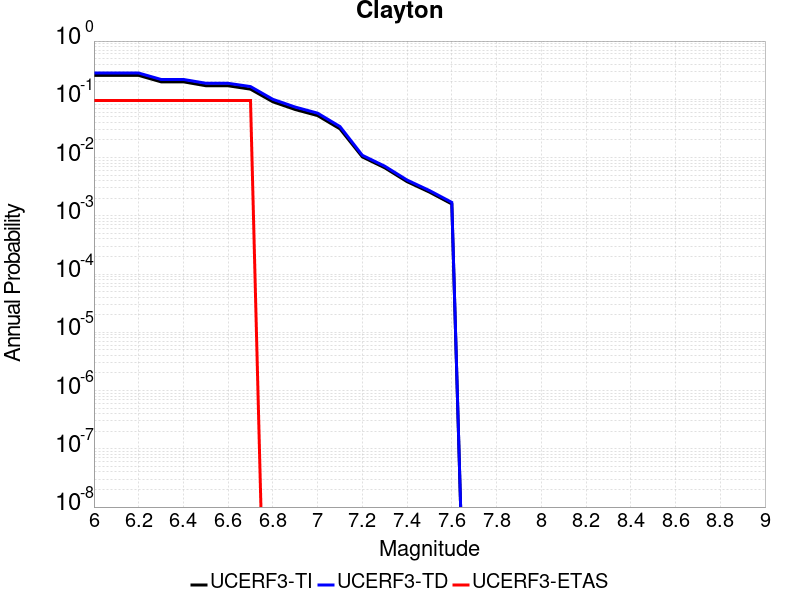 Clayton
10^0
10^-1
10^-2
10^-3
10^-4
10^-5
10^-6
10^-7
10^-8
Annual Probability
6 6.2 6.4 6.6 6.8 7 7.2 7.4 7.6 7.8 8 8.2 8.4 8.6 8.8 9
Magnitude
UCERF3-TI UCERF3-TD UCERF3-ETAS